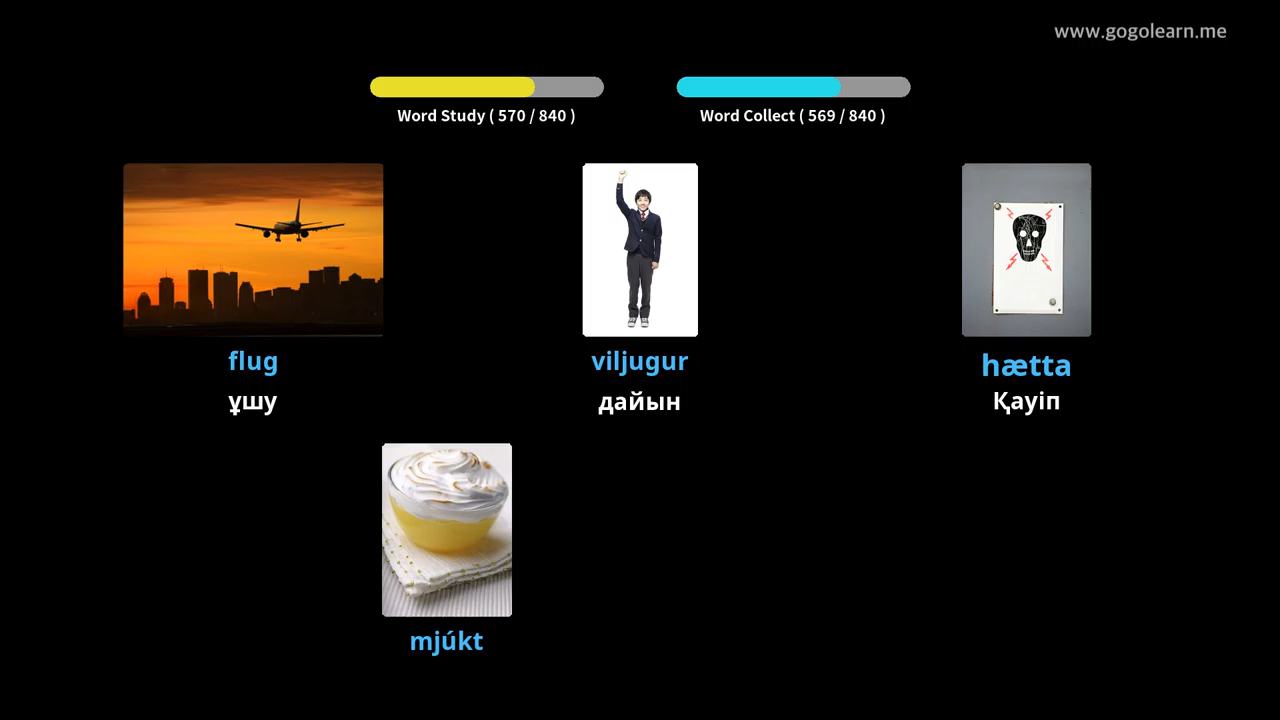 www.gogolearn.me
Word Study ( 570 / 840 )
Word Collect ( 569 / 840 )
flug
ұшу
viljugur
дайын
hætta
Қауіп
mjúkt